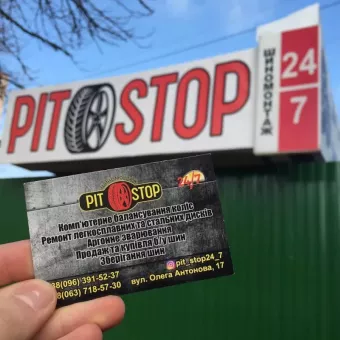 PIT STOP
ШИНОМОНТАЖ
24
7
PIT STOP
24/7
Комп'ютерне балансування коліс
Ремонт легкосплавних та стальних дисків
Аргонне зварювання
Продаж та купівля б/у шин
Зберігання шин
8(096) 391-52-37
8(063) 718-57-30
pit_stop24_7
вул. Олега Антонова, 17